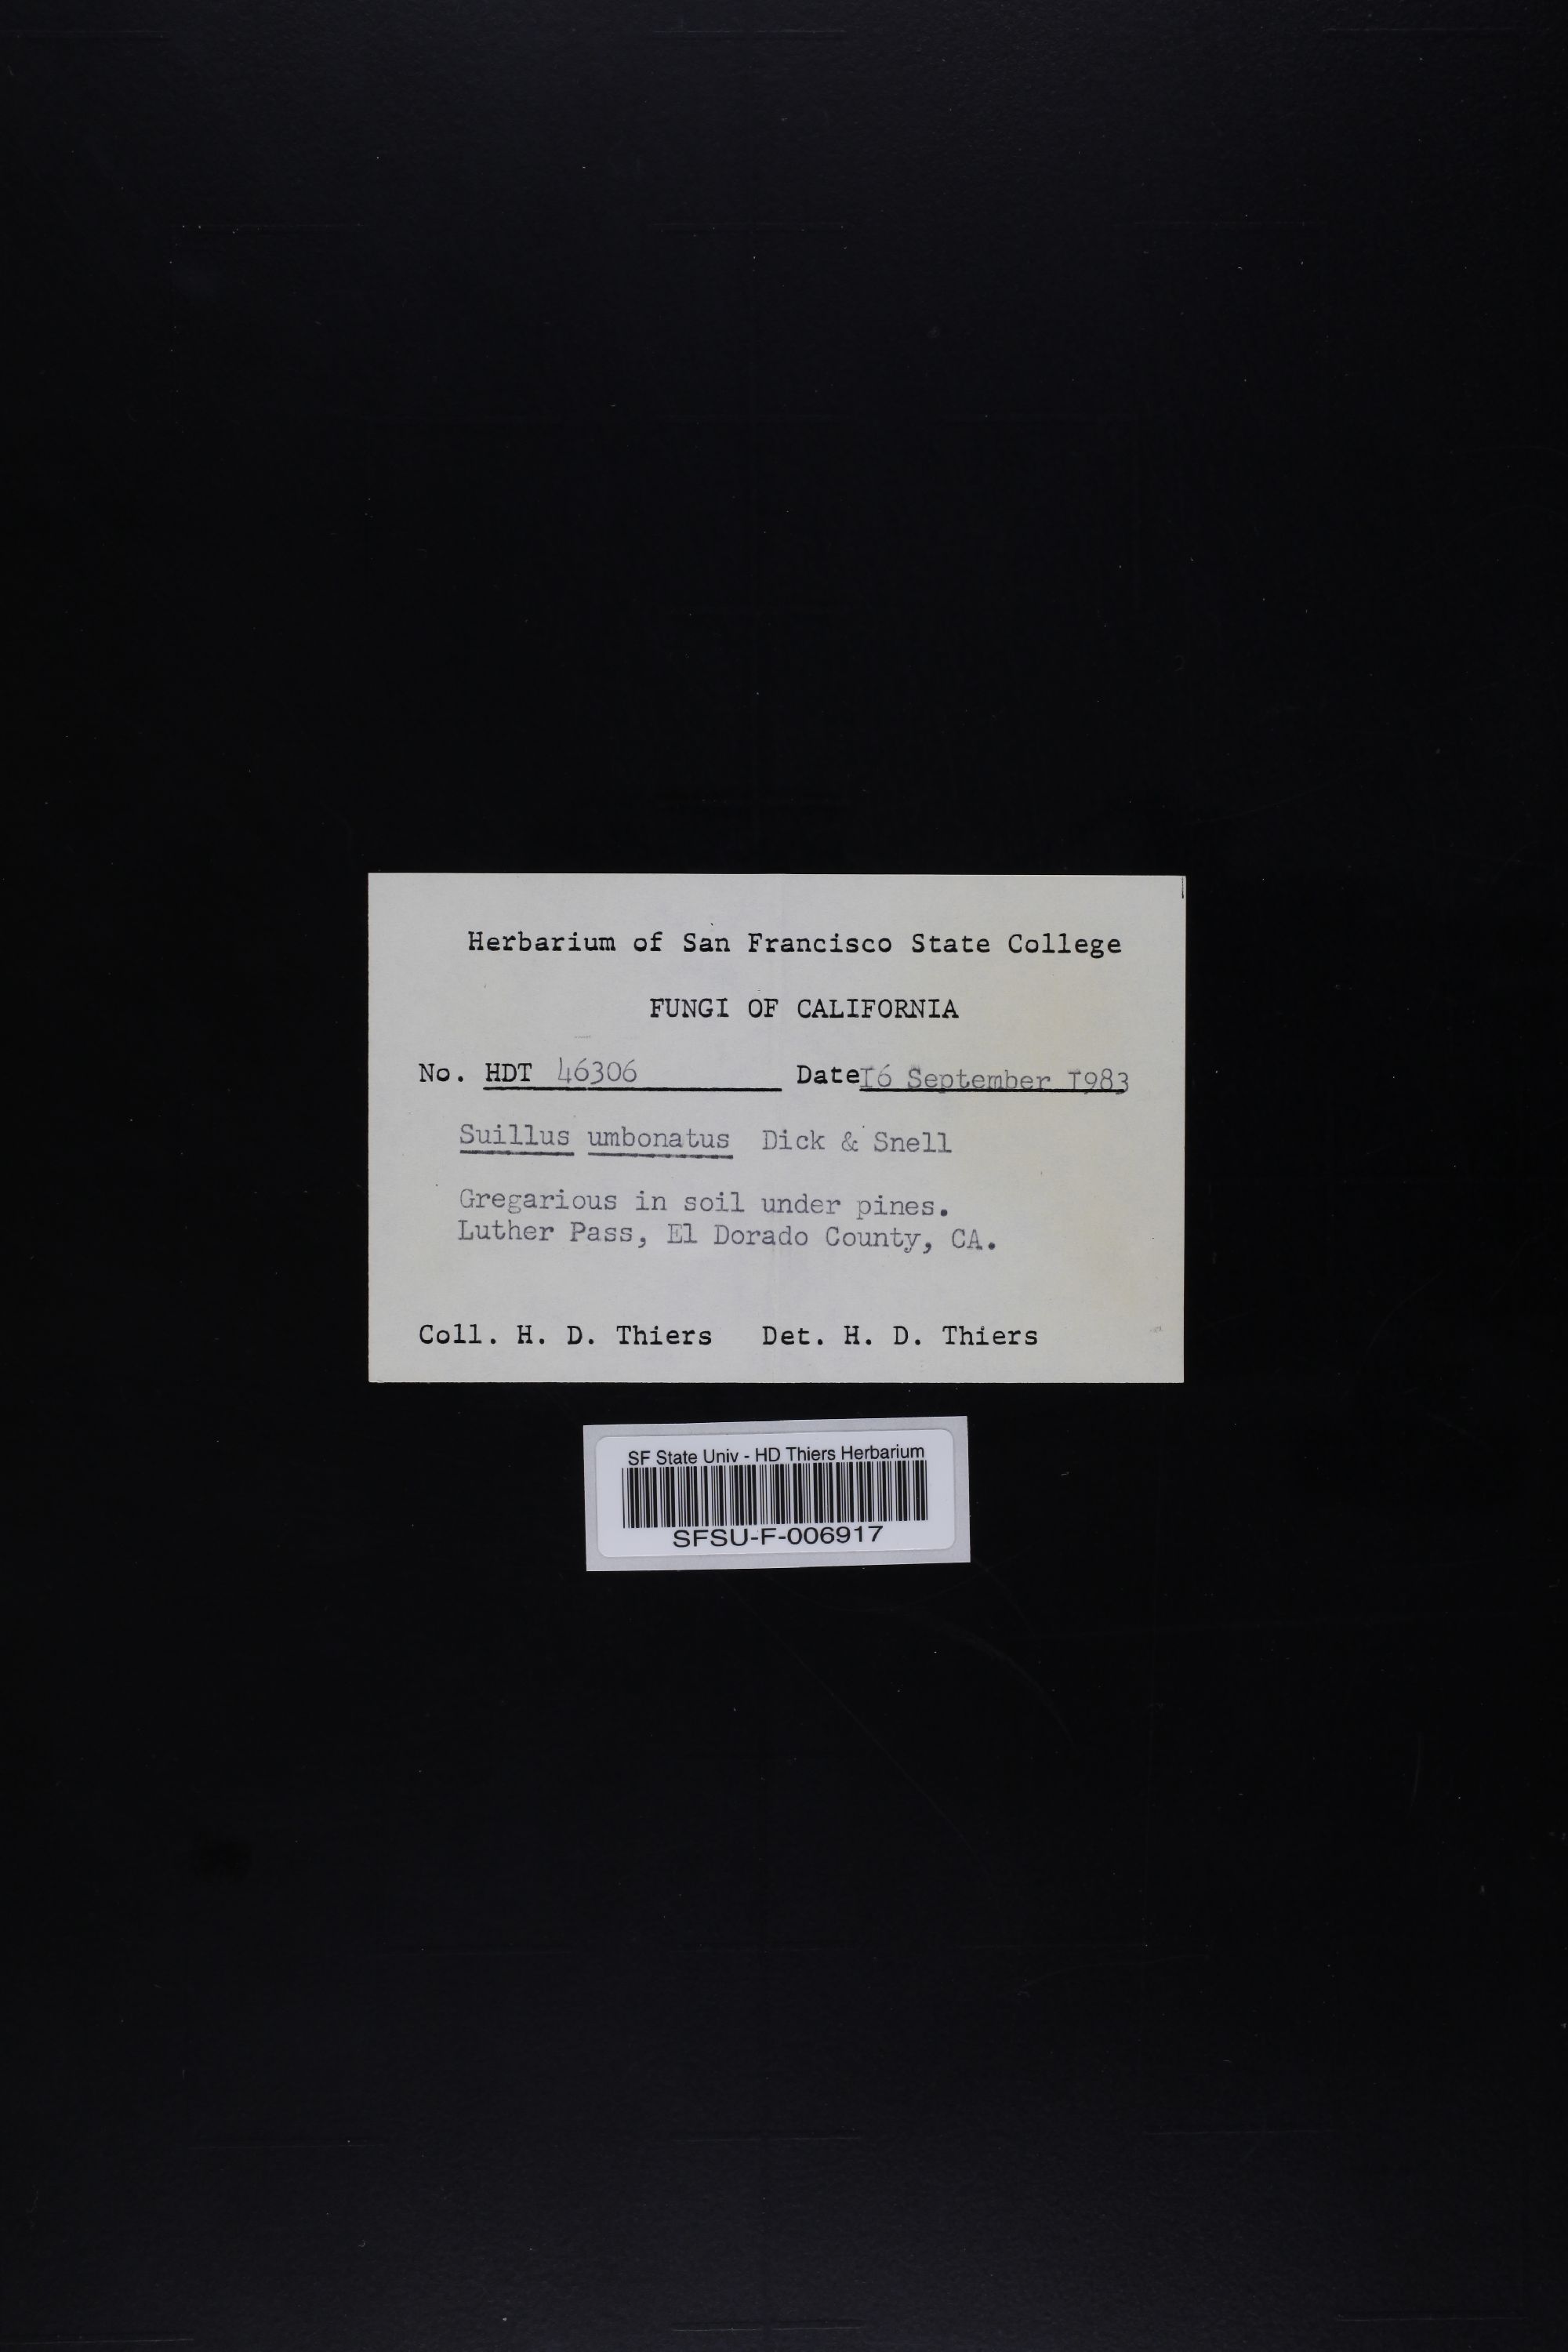 Herbarium of San Francisco State College
FUNGI OF CALIFORNIA
No. HDT 46306 Date I6 September I983
Suillus umbonatus Dick & Snell
Gregarious in soil under pines.
Luther Pass, El Dorado County, CA.
Coll. H. D. Thiers Det. H. D. Thiers
SF State Univ - HD Thiers Herbarium
SFSU-F-006917